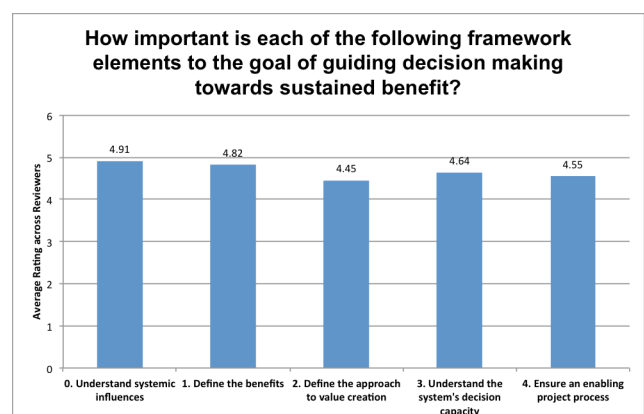 How important is each of the following framework
elements to the goal of guiding decision making
towards sustained benefit?
Average Rating across Reviewers
6
5
4
3
2
1
0
4.91
4.82
4.45
4.64
4.55
0. Understand systemic
influences
1. Define the benefits
2. Define the approach
to value creation
3. Understand the
system's decision
capacity
4. Ensure an enabling
project process